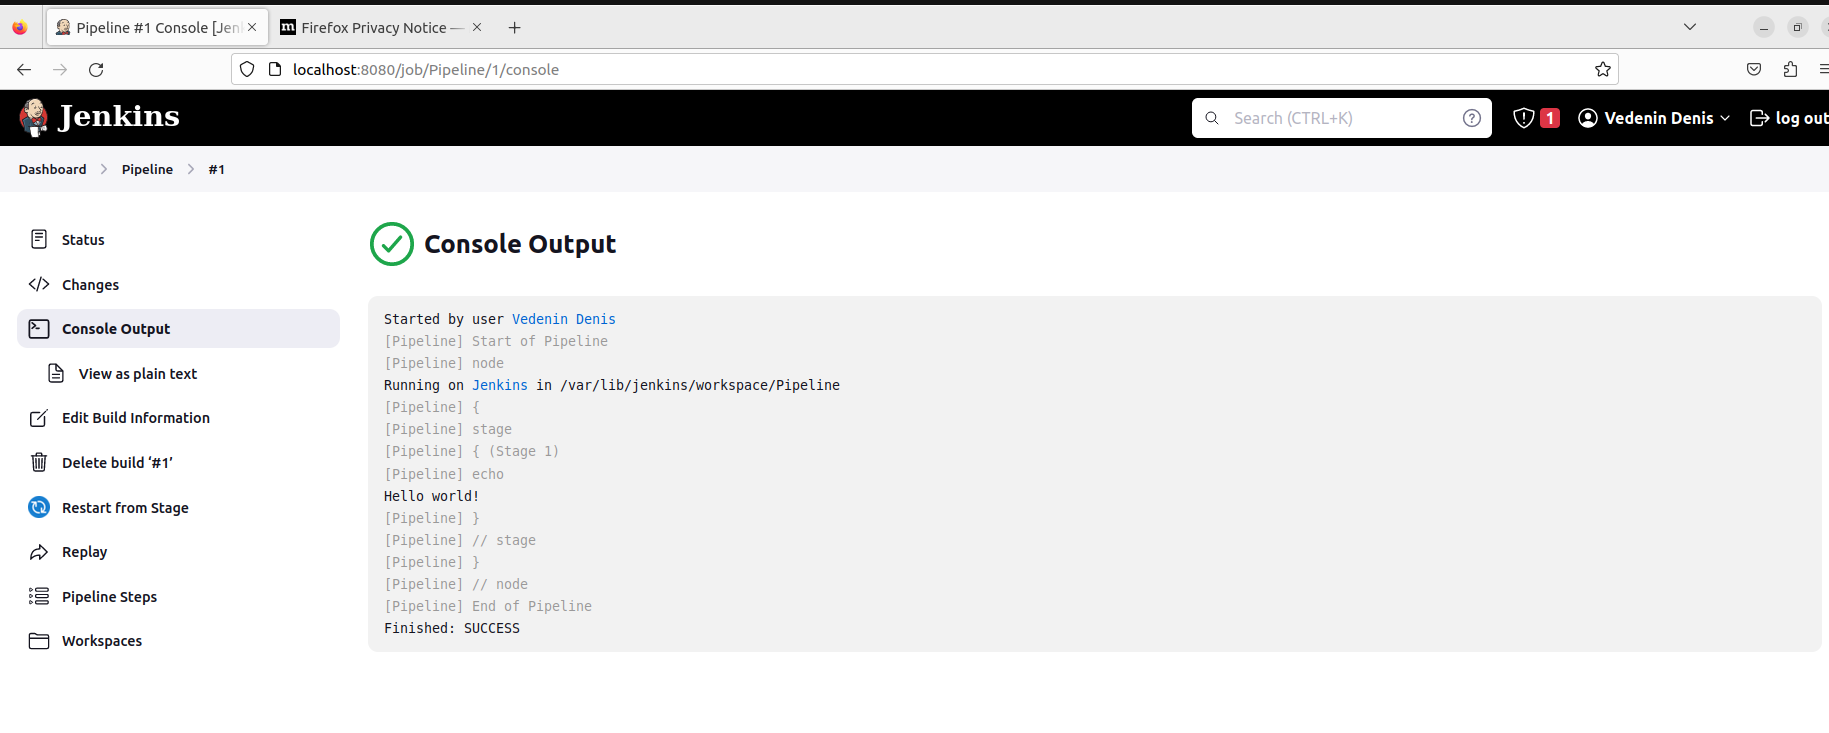 Pipeline #1 Console [Jen
Firefox Privacy Notice —
localhost:8080/job/Pipeline/1/console
Jenkins
Search (CTRL+K)
1
Vedenin Denis
log out
Dashboard
Pipeline
#1
Status
Changes
Console Output
View as plain text
Edit Build Information
Delete build ‘#1’
Restart from Stage
Replay
Pipeline Steps
Workspaces
Console Output
Started by user Vedenin Denis
[Pipeline] Start of Pipeline
[Pipeline] node
Running on Jenkins in /var/lib/jenkins/workspace/Pipeline
[Pipeline] {
[Pipeline] stage
[Pipeline] { (Stage 1)
[Pipeline] echo
Hello world!
[Pipeline] }
[Pipeline] // stage
[Pipeline] }
[Pipeline] // node
[Pipeline] End of Pipeline
Finished: SUCCESS